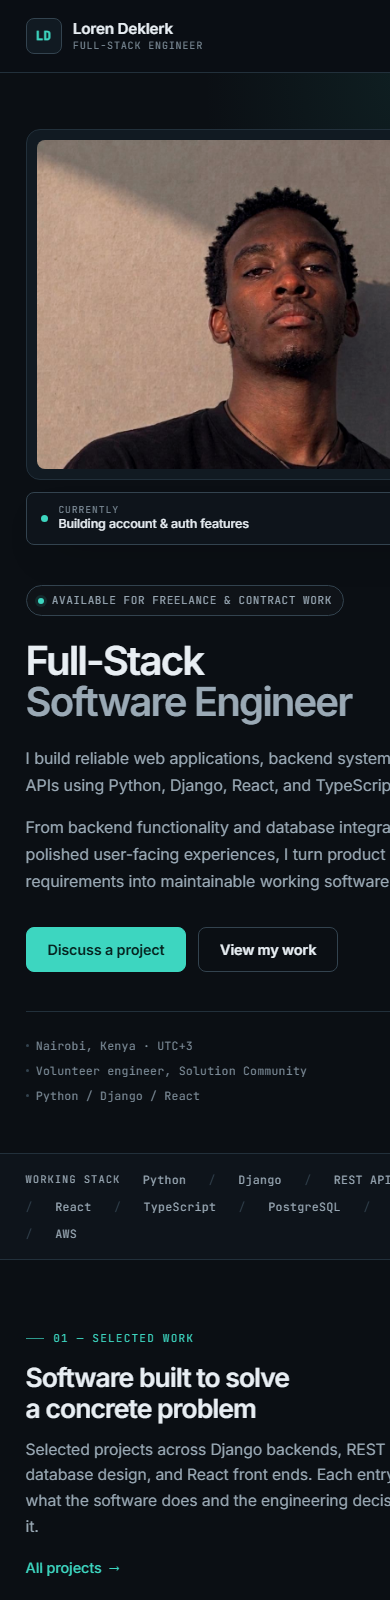 LD
Loren Deklerk
FULL-STACK ENGINEER
CURRENTLY
Building account & auth features
AVAILABLE FOR FREELANCE & CONTRACT WORK
Full-Stack
Software Engineer
I build reliable web applications, backend system
APIs using Python, Django, React, and TypeScrip
From backend functionality and database integra
polished user-facing experiences, I turn product
requirements into maintainable working software
Discuss a project View my work
· Nairobi, Kenya · UTC+3
· Volunteer engineer, Solution Community
· Python / Django / React
WORKING STACK Python / Django / REST API
/ React / TypeScript / PostgreSQL /
/ AWS
01 — SELECTED WORK
Software built to solve
a concrete problem
Selected projects across Django backends, REST
database design, and React front ends. Each entry
what the software does and the engineering decis
it.
All projects →